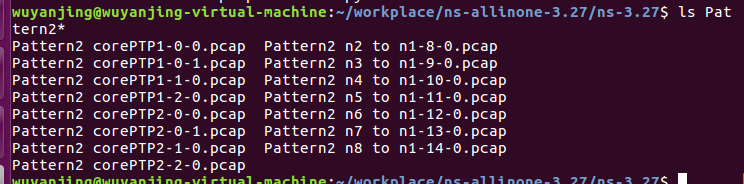 wuyanjing@wuyanjing-virtual-machine:~/workplace/ns-allinone-3.27/ns-3.27$ ls Pat
tern2*
Pattern2 corePTP1-0-0.pcap  Pattern2 n2 to n1-8-0.pcap
Pattern2 corePTP1-0-1.pcap  Pattern2 n3 to n1-9-0.pcap
Pattern2 corePTP1-1-0.pcap  Pattern2 n4 to n1-10-0.pcap
Pattern2 corePTP1-2-0.pcap  Pattern2 n5 to n1-11-0.pcap
Pattern2 corePTP2-0-0.pcap  Pattern2 n6 to n1-12-0.pcap
Pattern2 corePTP2-0-1.pcap  Pattern2 n7 to n1-13-0.pcap
Pattern2 corePTP2-1-0.pcap  Pattern2 n8 to n1-14-0.pcap
Pattern2 corePTP2-2-0.pcap
wuyanjing@wuyanjing-virtual-machine:~/workplace/ns-allinone-3.27/ns-3.27$